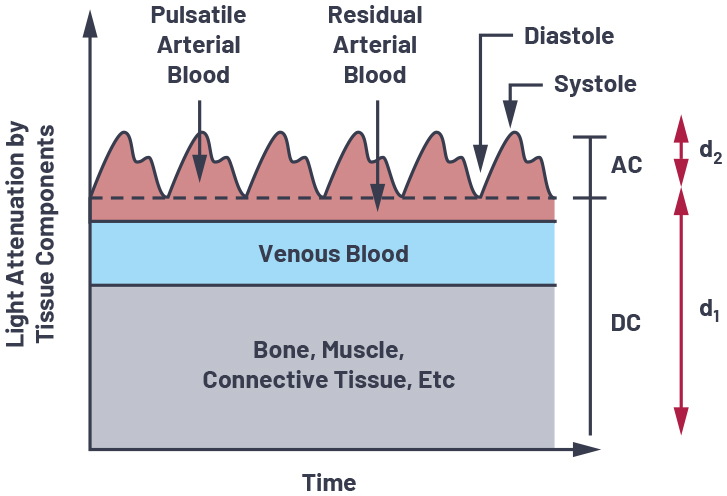 Pulsatile
Arterial
Blood
Residual
Arterial
Blood
Diastole
Systole
Light Attenuation by
Tissue Components
AC
d2
Venous Blood
DC
d1
Bone, Muscle,
Connective Tissue, Etc
Time